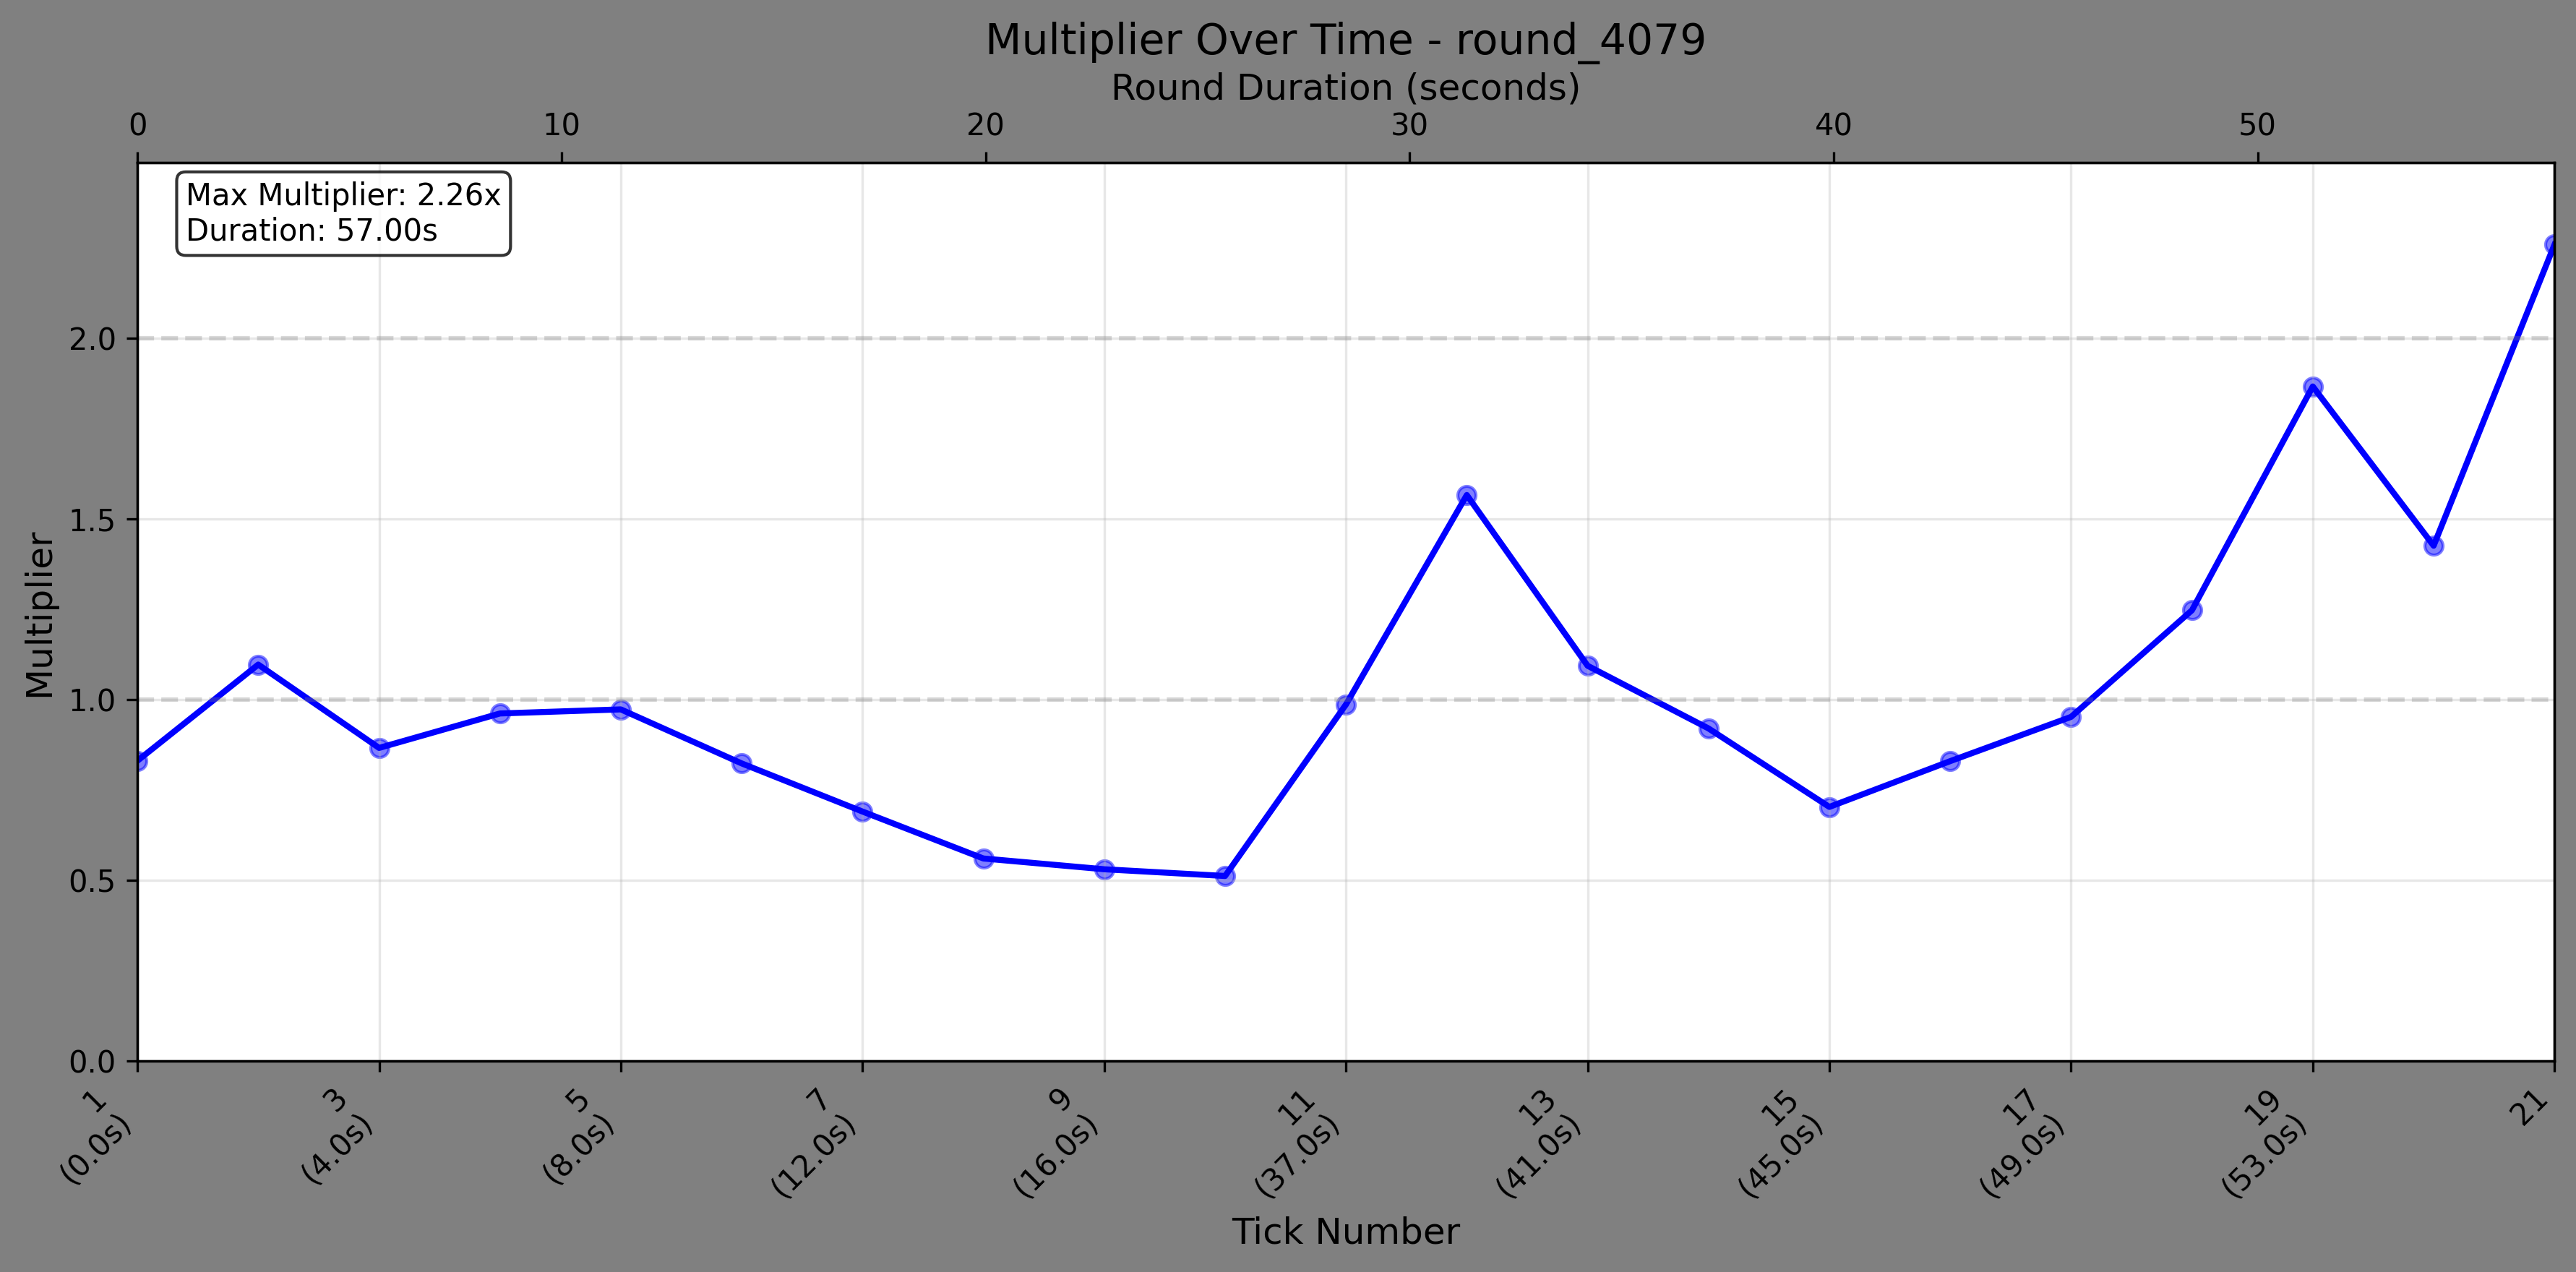 Multiplier Over Time - round_4079
Round Duration (seconds)
0 10 20 30 40 50
Max Multiplier: 2.26x
Duration: 57.00s
Multiplier
2.0
1.5
1.0
0.5
0.0
1 3 5 7 9 11 13 15 17 19 21
(0.0s) (4.0s) (8.0s) (12.0s) (16.0s) (37.0s) (41.0s) (45.0s) (49.0s) (53.0s)
Tick Number